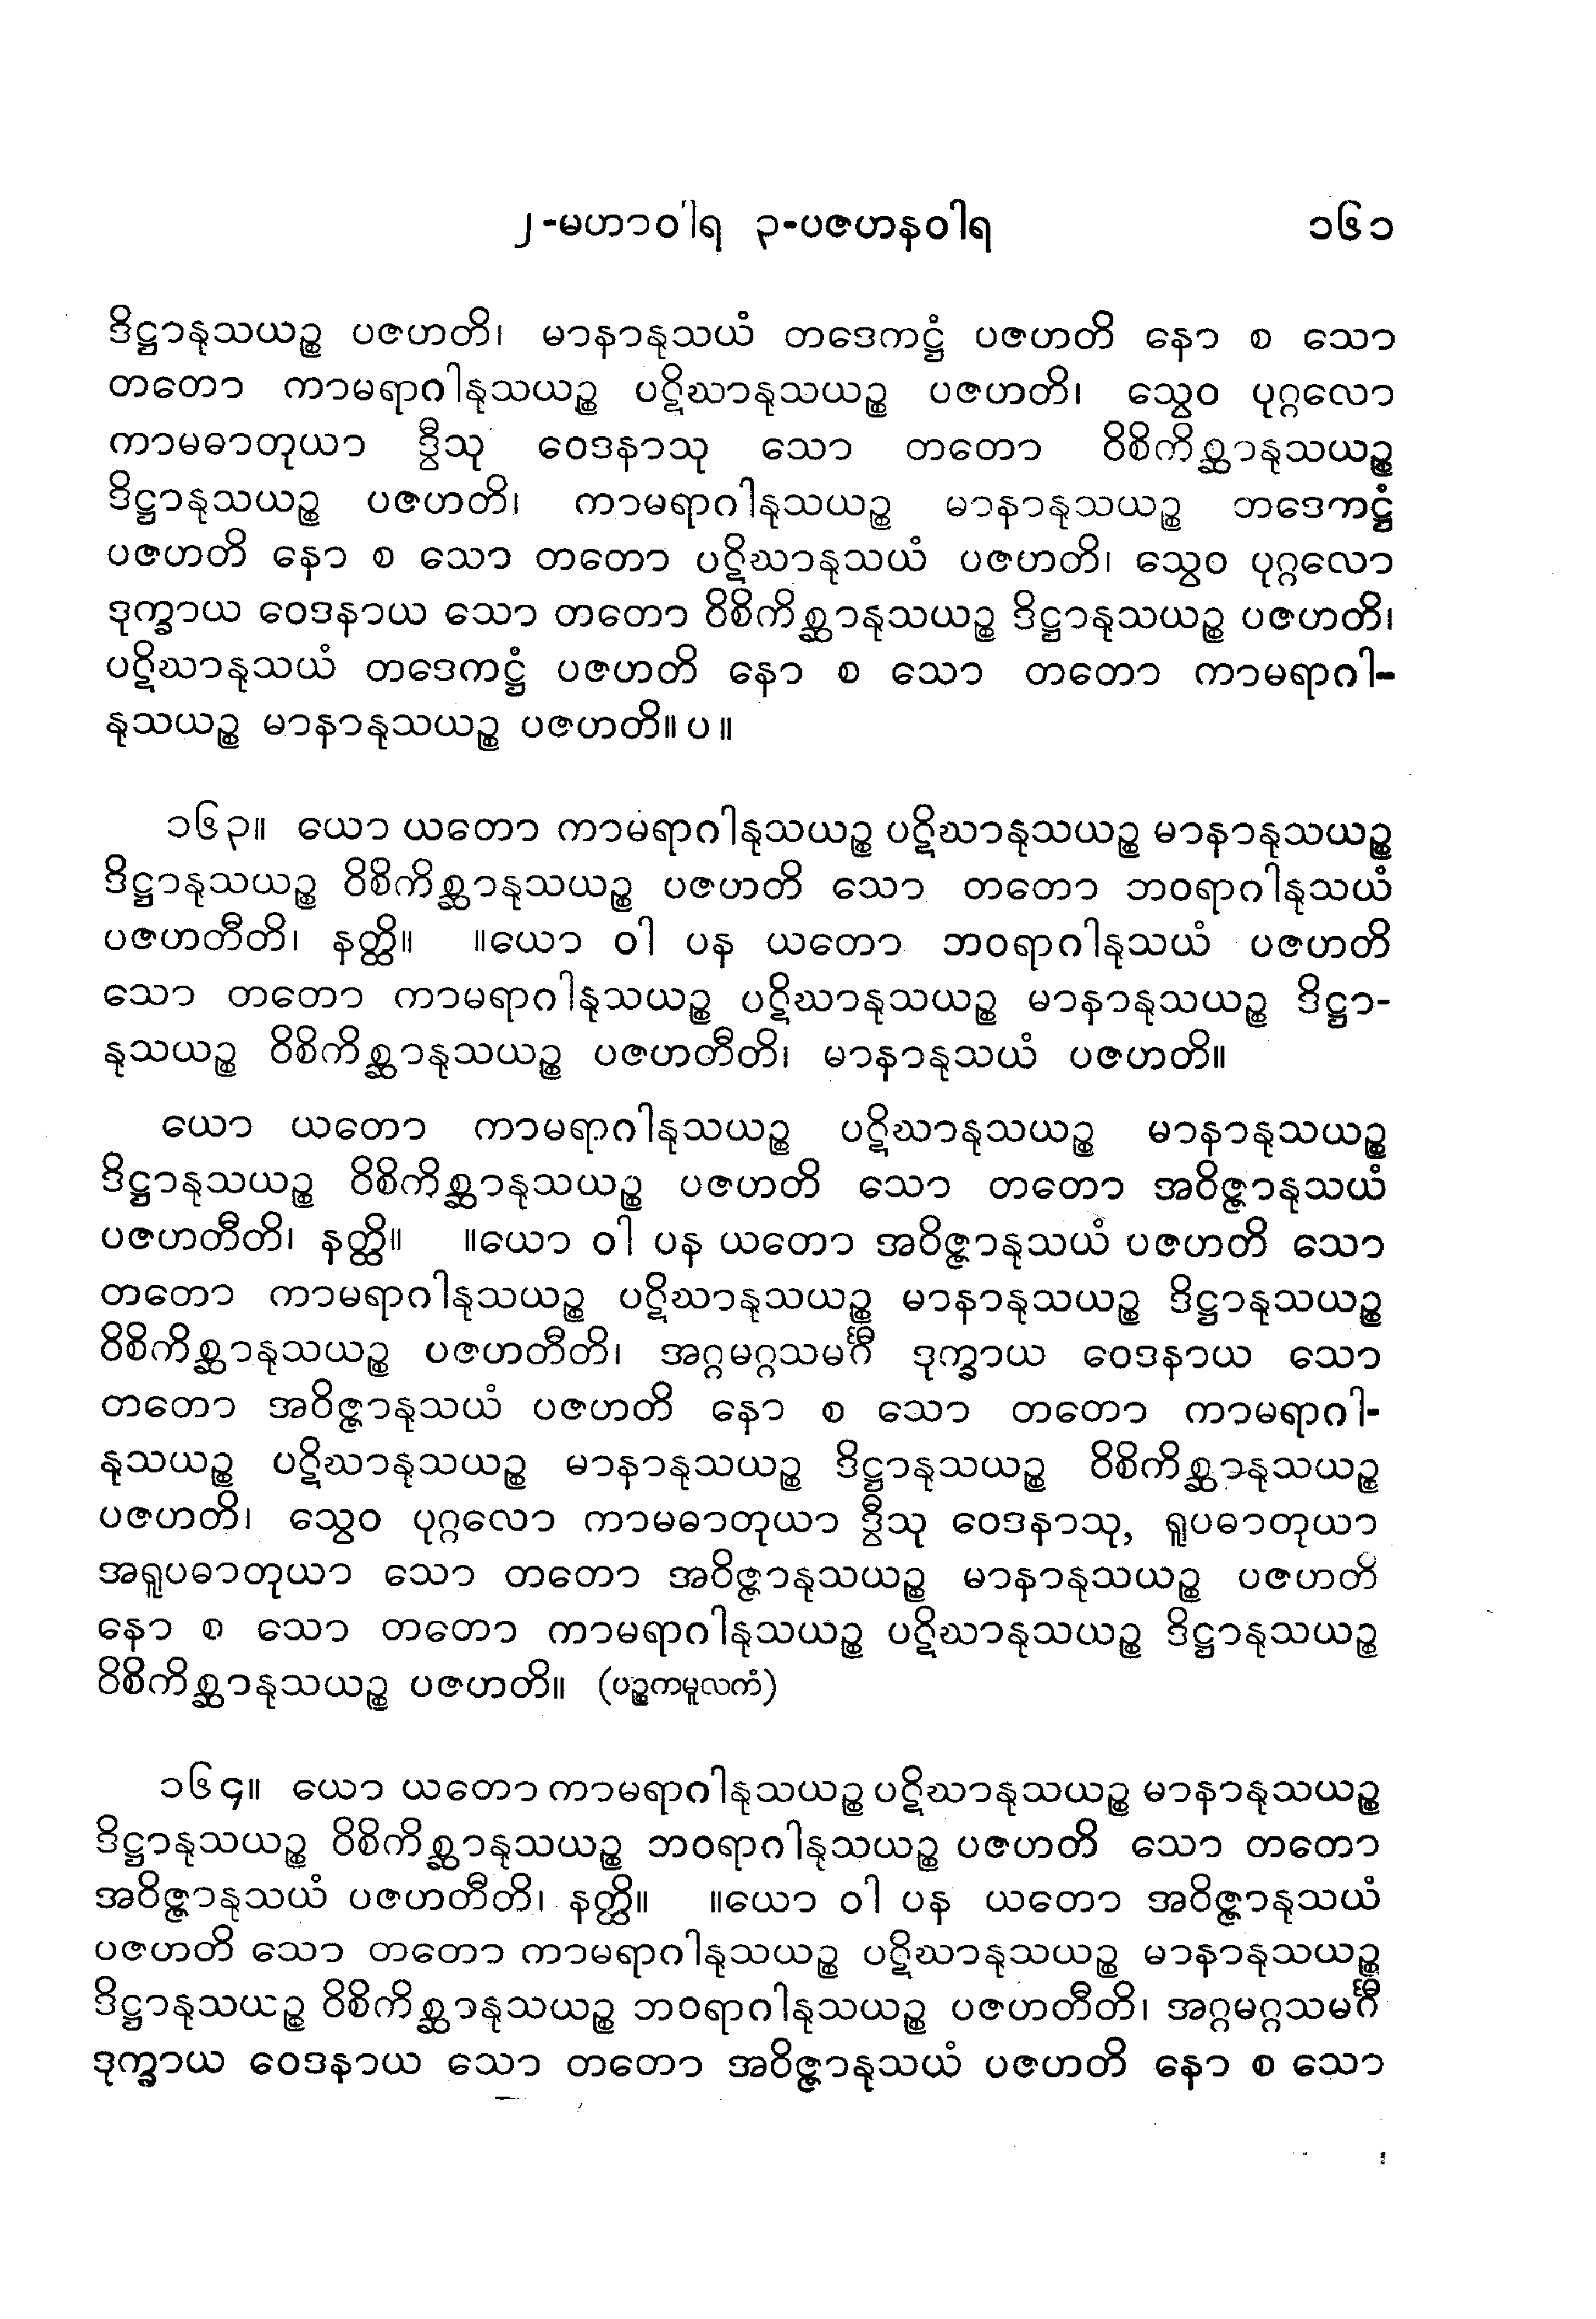 ၂-မဟာဝါရ ၃-ပဇဟနဝါရ ၁၆၁
ဒိဋ္ဌာနုသယဉ္စ ပဇဟတိ၊ မာနာနုသယံ တဒေကဋ္ဌံ ပဇဟတိ နော စ သော
တတော ကာမရာဂါနုသယဉ္စ ပဋိဃာနုသယဉ္စ ပဇဟတိ၊ သွေဝ ပုဂ္ဂလော
ကာမဓာတုယာ ဒွီသု ဝေဒနာသု သော တတော ဝိစိကိစ္ဆာနုသယဉ္စ
ဒိဋ္ဌာနုသယဉ္စ ပဇဟတိ၊ ကာမရာဂါနုသယဉ္စ မာနာနုသယဉ္စ တဒေကဋ္ဌံ
ပဇဟတိ နော စ သော တတော ပဋိဃာနုသယံ ပဇဟတိ၊ သွေဝ ပုဂ္ဂလော
ဒုက္ခာယ ဝေဒနာယ သော တတော ဝိစိကိစ္ဆာနုသယဉ္စ ဒိဋ္ဌာနုသယဉ္စ ပဇဟတိ၊
ပဋိဃာနုသယံ တဒေကဋ္ဌံ ပဇဟတိ နော စ သော တတော ကာမရာဂါ-
နုသယဉ္စ မာနာနုသယဉ္စ ပဇဟတိ။ ပ ။
၁၆၃။ ယော ယတော ကာမရာဂါနုသယဉ္စ ပဋိဃာနုသယဉ္စ မာနာနုသယဉ္စ
ဒိဋ္ဌာနုသယဉ္စ ဝိစိကိစ္ဆာနုသယဉ္စ ပဇဟတိ သော တတော ဘဝရာဂါနုသယံ
ပဇဟတီတိ၊ နတ္ထိ။ ။ယော ဝါ ပန ယတော ဘဝရာဂါနုသယံ ပဇဟတိ
သော တတော ကာမရာဂါနုသယဉ္စ ပဋိဃာနုသယဉ္စ မာနာနုသယဉ္စ ဒိဋ္ဌာ-
နုသယဉ္စ ဝိစိကိစ္ဆာနုသယဉ္စ ပဇဟတီတိ၊ မာနာနုသယံ ပဇဟတိ။
ယော ယတော ကာမရာဂါနုသယဉ္စ ပဋိဃာနုသယဉ္စ မာနာနုသယဉ္စ
ဒိဋ္ဌာနုသယဉ္စ ဝိစိကိစ္ဆာနုသယဉ္စ ပဇဟတိ သော တတော အဝိဇ္ဇာနုသယံ
ပဇဟတီတိ၊ နတ္ထိ။ ။ယော ဝါ ပန ယတော အဝိဇ္ဇာနုသယံ ပဇဟတိ သော
တတော ကာမရာဂါနုသယဉ္စ ပဋိဃာနုသယဉ္စ မာနာနုသယဉ္စ ဒိဋ္ဌာနုသယဉ္စ
ဝိစိကိစ္ဆာနုသယဉ္စ ပဇဟတီတိ၊ အဂ္ဂမဂ္ဂသမင်္ဂီ ဒုက္ခာယ ဝေဒနာယ သော
တတော အဝိဇ္ဇာနုသယံ ပဇဟတိ နော စ သော တတော ကာမရာဂါ-
နုသယဉ္စ ပဋိဃာနုသယဉ္စ မာနာနုသယဉ္စ ဒိဋ္ဌာနုသယဉ္စ ဝိစိကိစ္ဆာနုသယဉ္စ
ပဇဟတိ၊ သွေဝ ပုဂ္ဂလော ကာမဓာတုယာ ဒွီသု ဝေဒနာသု, ရူပဓာတုယာ
အရူပဓာတုယာ သော တတော အဝိဇ္ဇာနုသယဉ္စ မာနာနုသယဉ္စ ပဇဟတိ
နော စ သော တတော ကာမရာဂါနုသယဉ္စ ပဋိဃာနုသယဉ္စ ဒိဋ္ဌာနုသယဉ္စ
ဝိစိကိစ္ဆာနုသယဉ္စ ပဇဟတိ။ (ပဉ္စကမူလကံ)
၁၆၄။ ယော ယတော ကာမရာဂါနုသယဉ္စ ပဋိဃာနုသယဉ္စ မာနာနုသယဉ္စ
ဒိဋ္ဌာနုသယဉ္စ ဝိစိကိစ္ဆာနုသယဉ္စ ဘဝရာဂါနုသယဉ္စ ပဇဟတိ သော တတော
အဝိဇ္ဇာနုသယံ ပဇဟတီတိ၊ နတ္ထိ။ ။ယော ဝါ ပန ယတော အဝိဇ္ဇာနုသယံ
ပဇဟတိ သော တတော ကာမရာဂါနုသယဉ္စ ပဋိဃာနုသယဉ္စ မာနာနုသယဉ္စ
ဒိဋ္ဌာနုသယဉ္စ ဝိစိကိစ္ဆာနုသယဉ္စ ဘဝရာဂါနုသယဉ္စ ပဇဟတီတိ၊ အဂ္ဂမဂ္ဂသမင်္ဂီ
ဒုက္ခာယ ဝေဒနာယ သော တတော အဝိဇ္ဇာနုသယံ ပဇဟတိ နော စ သော